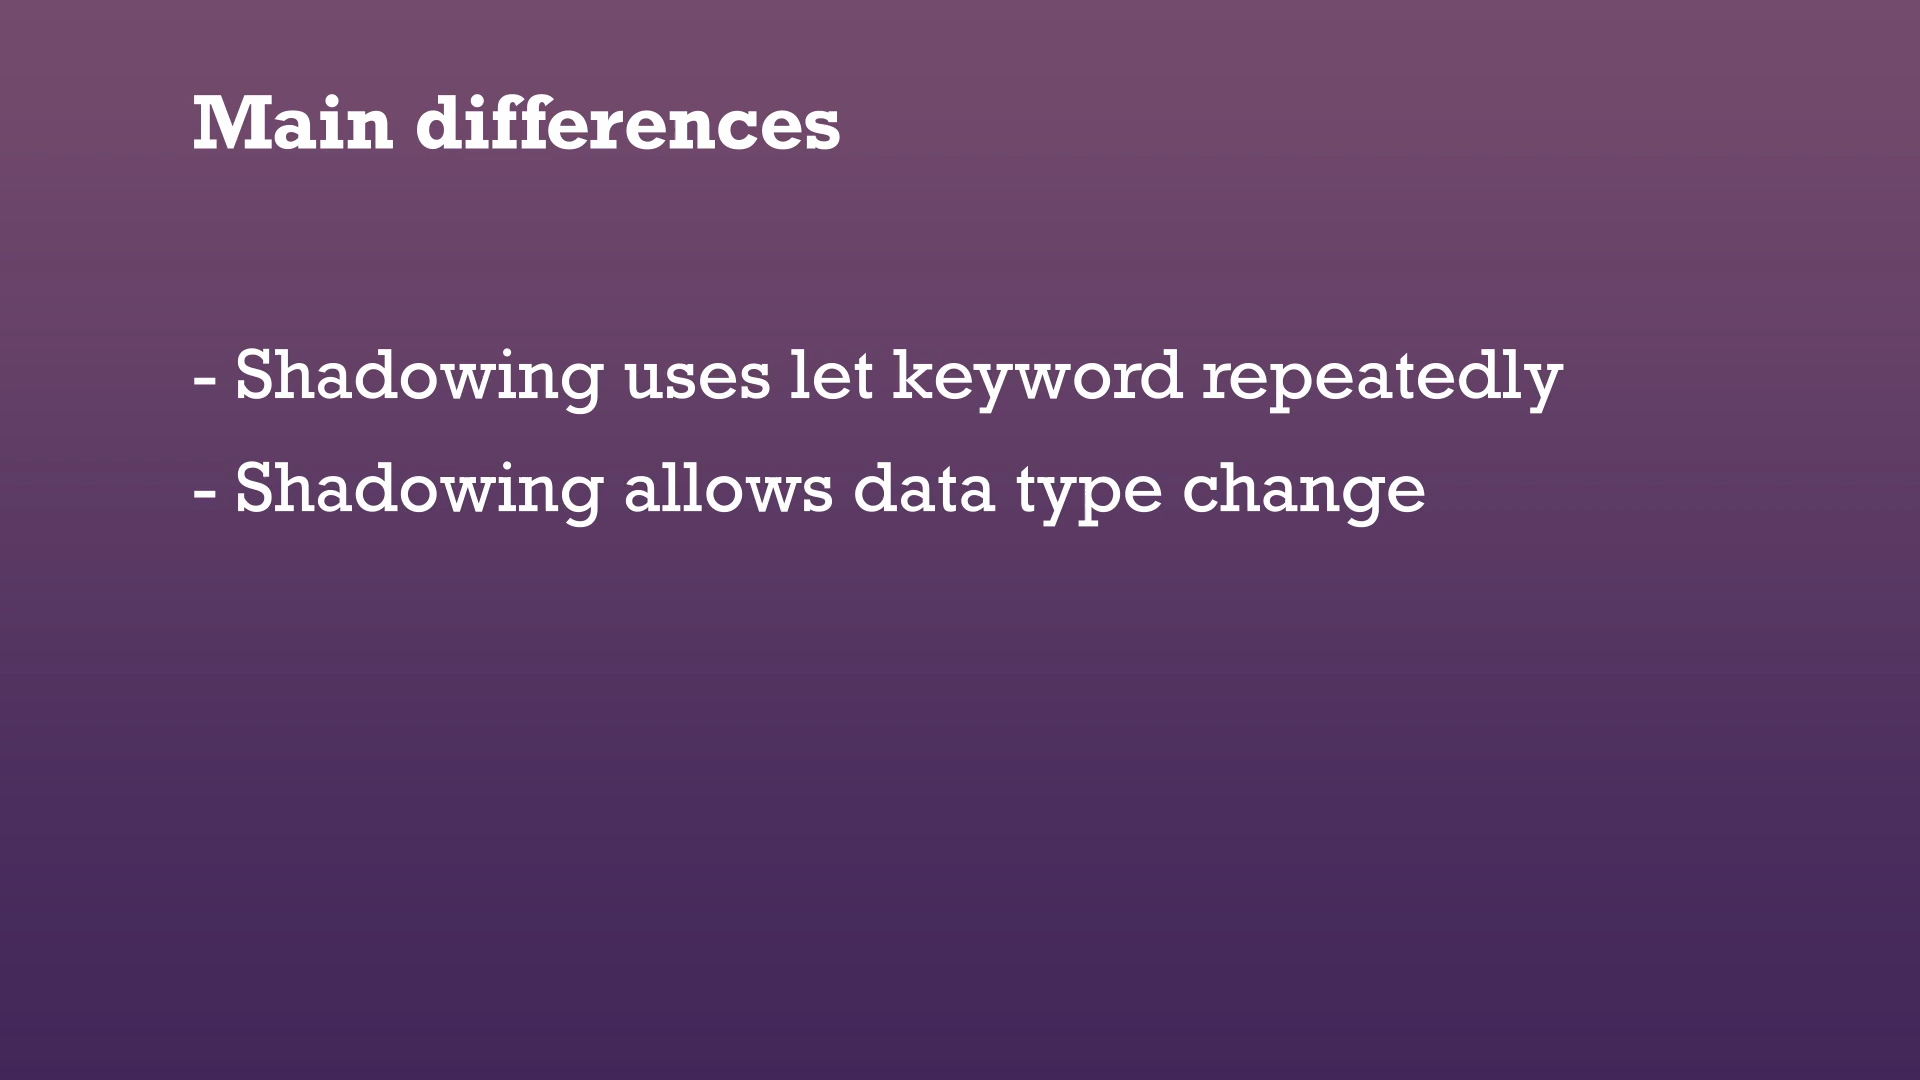 Main differences
- Shadowing uses let keyword repeatedly
- Shadowing allows data type change